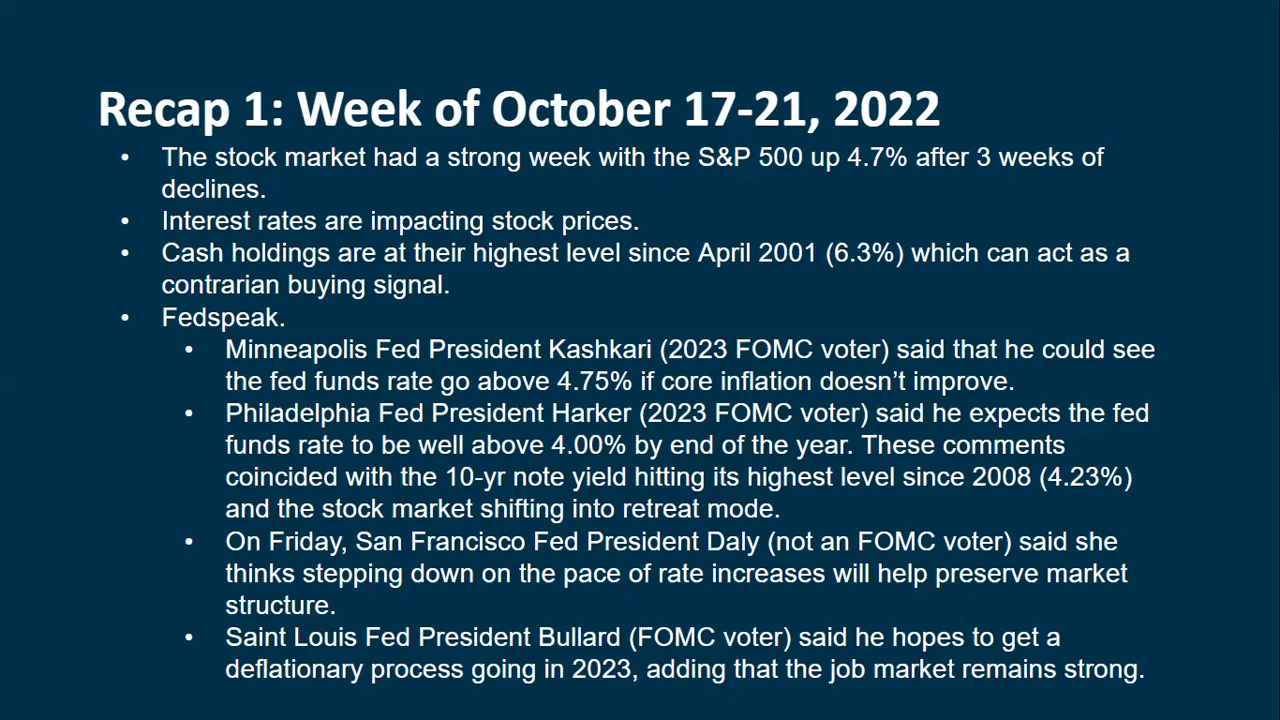 Recap 1: Week of October 17-21, 2022
• The stock market had a strong week with the S&P 500 up 4.7% after 3 weeks of
declines.
• Interest rates are impacting stock prices.
• Cash holdings are at their highest level since April 2001 (6.3%) which can act as a
contrarian buying signal.
• Fedspeak.
• Minneapolis Fed President Kashkari (2023 FOMC voter) said that he could see
the fed funds rate go above 4.75% if core inflation doesn’t improve.
• Philadelphia Fed President Harker (2023 FOMC voter) said he expects the fed
funds rate to be well above 4.00% by end of the year. These comments
coincided with the 10-yr note yield hitting its highest level since 2008 (4.23%)
and the stock market shifting into retreat mode.
• On Friday, San Francisco Fed President Daly (not an FOMC voter) said she
thinks stepping down on the pace of rate increases will help preserve market
structure.
• Saint Louis Fed President Bullard (FOMC voter) said he hopes to get a
deflationary process going in 2023, adding that the job market remains strong.